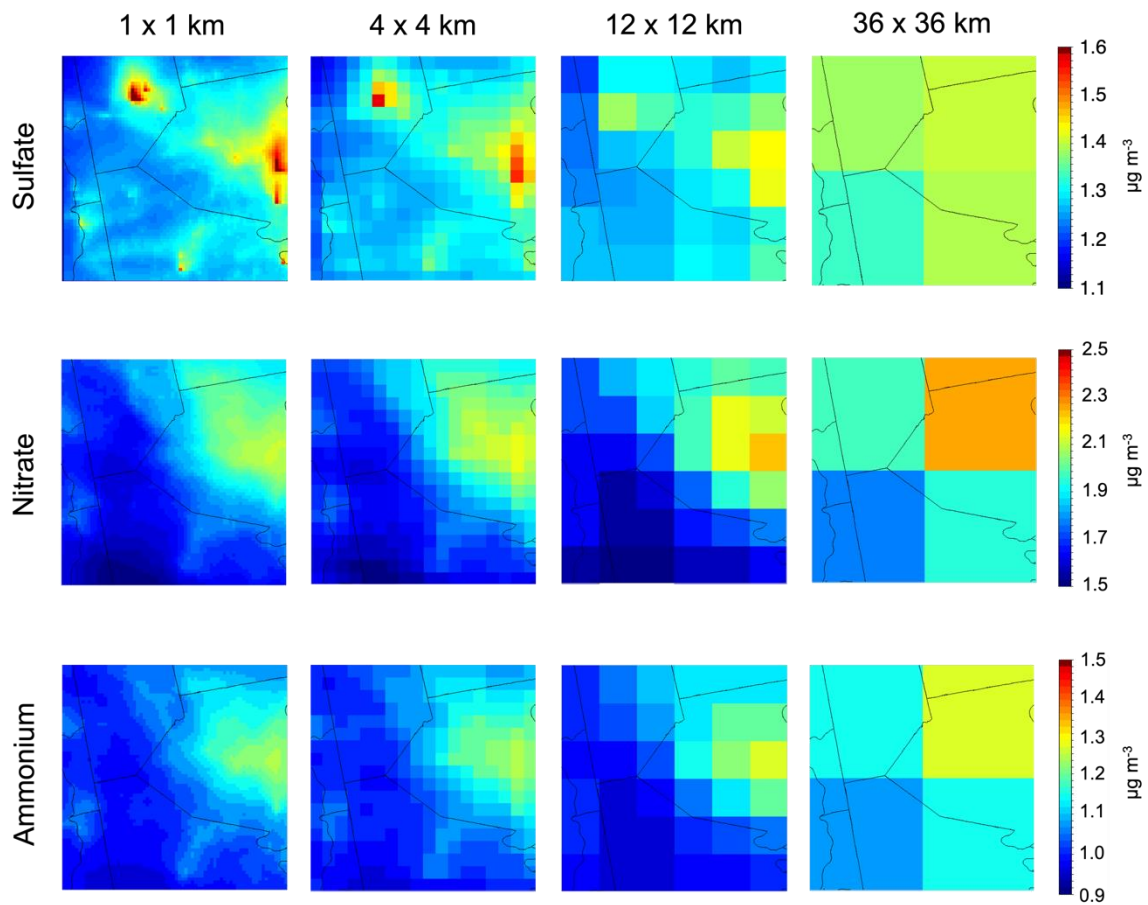 1 x 1 km
4 x 4 km
12 x 12 km
36 x 36 km
Sulfate
1.6
1.5
1.4
1.3
1.2
1.1
µg m⁻³
Nitrate
2.5
2.3
2.1
1.9
1.7
1.5
µg m⁻³
Ammonium
1.5
1.4
1.3
1.2
1.1
1.0
0.9
µg m⁻³